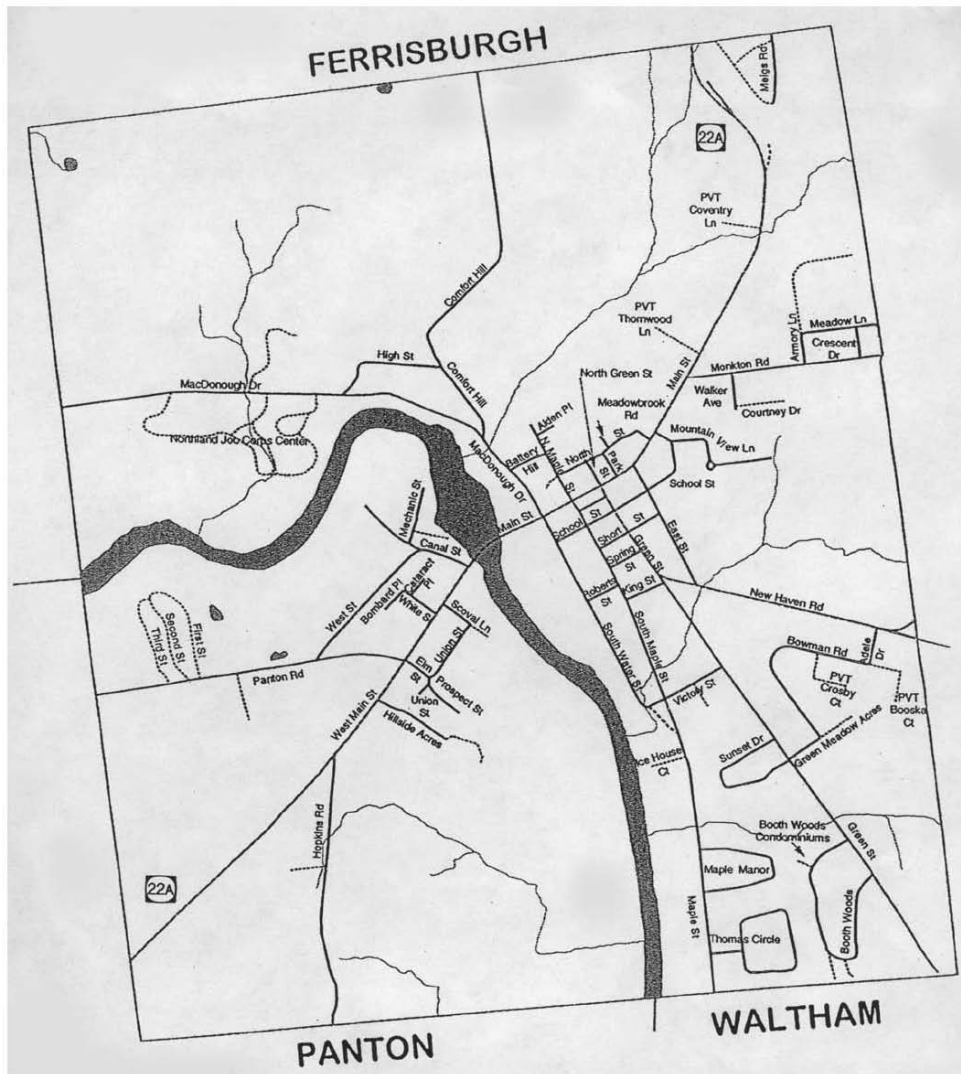 FERRISBURGH
Meigs Rd
22A
PVT
Coventry
Ln
Comfort Hill
PVT
Thornwood
Ln
Main St
Armory Ln
Meadow Ln
Crescent
Dr
Monkton Rd
High St
Comfort Hill
North Green St
Walker
Ave
Courtney Dr
MacDonough Dr
Meadowbrook
Rd
Alden Pl
St
Mountain View Ln
Northland Job Corps Center
Battery
Hill
N. Maple St
North
Park
St
MacDonough Dr
School St
Mechanic St
Main St
School
St
East St
Canal St
Short
St
Green St
Spring
St
Bombard Pl
Cataract
Pl
Roberts
St
King St
New Haven Rd
West St
White S
Scoval Ln
First St
Second St
Third St
Union St
South Maple St
South Water St
Bowman Rd
Adele
Dr
Panton Rd
Elm
St
Prospect St
Victory St
PVT
Crosby
Ct
PVT
Booska
Ct
Union
St
West Main St
Hillside Acres
Sunset Dr
Green Meadow Acres
Ice House
Ct
Hopkins Rd
Booth Woods
Condominiums
Green St
22A
Maple Manor
Maple St
Booth Woods
Thomas Circle
PANTON
WALTHAM